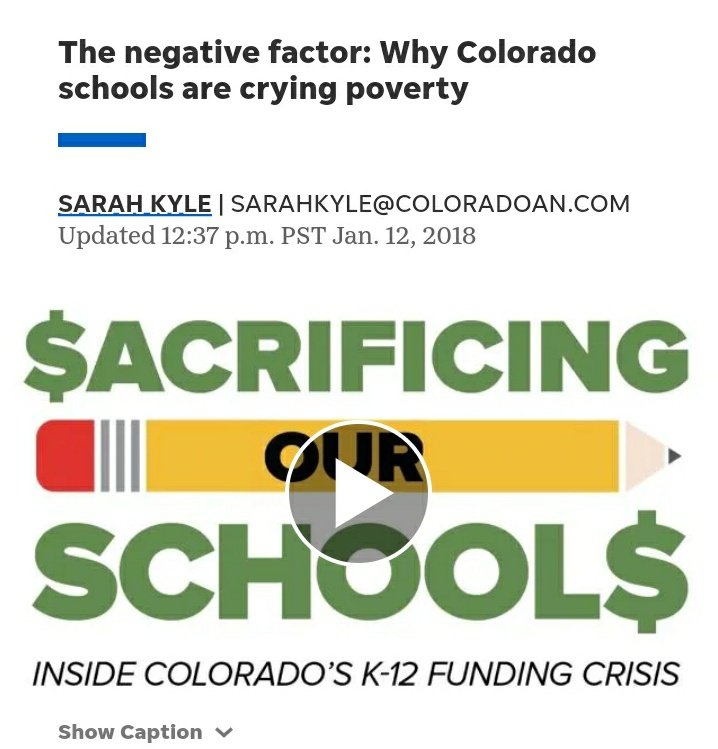 The negative factor: Why Colorado
schools are crying poverty
SARAH KYLE | SARAHKYLE@COLORADOAN.COM
Updated 12:37 p.m. PST Jan. 12, 2018
$ACRIFICING
OUR
SCHOOL$
INSIDE COLORADO'S K-12 FUNDING CRISIS
Show Caption